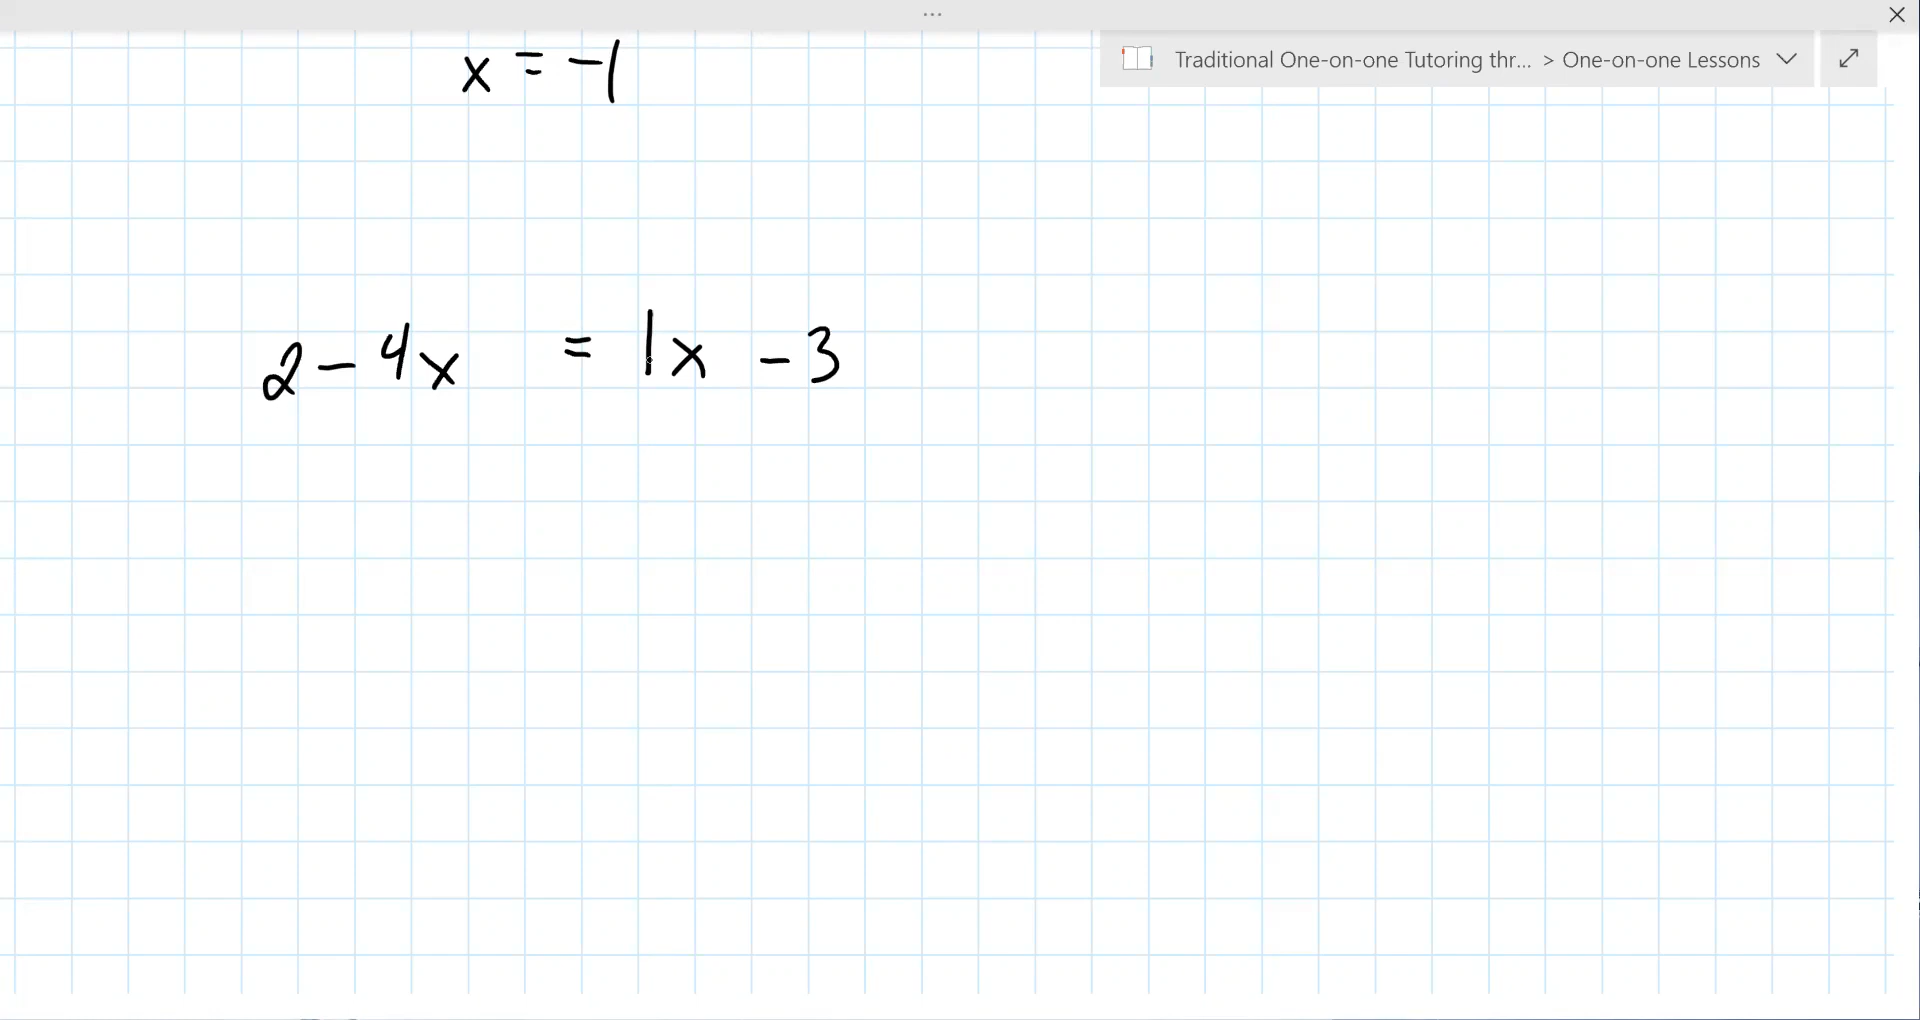 ...
x = -1
Traditional One-on-one Tutoring thr... > One-on-one Lessons
2 - 4x = 1x - 3